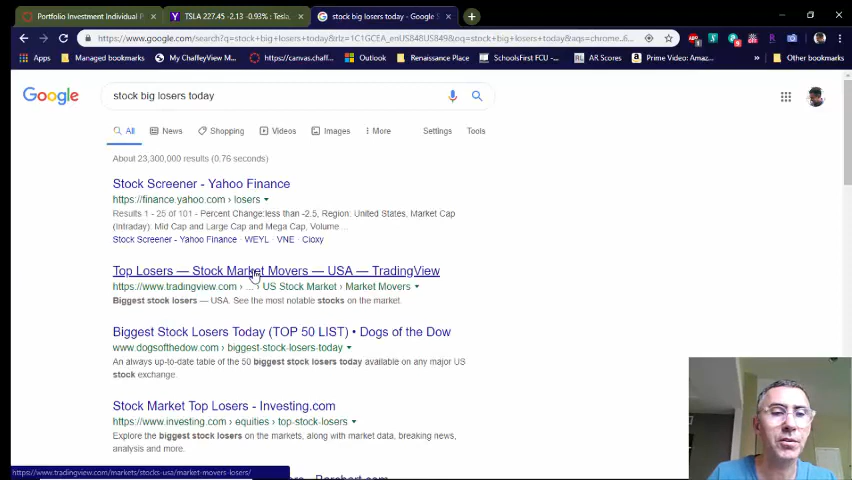 Portfolio Investment Individual P
TSLA 227.45 -2.13 -0.93% : Tesla,
stock big losers today - Google S
https://www.google.com/search?q=stock+big+losers+today&rlz=1C1GCEA_enUS848US849&oq=stock+big+losers+today&aqs=chrome..6...
Apps
Managed bookmarks
My ChaffeyView M...
https://canvas.chaff...
Outlook
Renaissance Place
SchoolsFirst FCU - ...
AR Scores
Prime Video: Amaz...
»
Other bookmarks
Google
stock big losers today
All
News
Shopping
Videos
Images
More
Settings
Tools
About 23,300,000 results (0.76 seconds)
Stock Screener - Yahoo Finance
https://finance.yahoo.com › losers
Results 1 - 25 of 101 - Percent Change:less than -2.5, Region: United States, Market Cap
(Intraday): Mid Cap and Large Cap and Mega Cap, Volume ...
Stock Screener - Yahoo Finance · WEYL · VNE · Cloxy
Top Losers — Stock Market Movers — USA — TradingView
https://www.tradingview.com › ... › US Stock Market › Market Movers
Biggest stock losers — USA. See the most notable stocks on the market.
Biggest Stock Losers Today (TOP 50 LIST) • Dogs of the Dow
www.dogsofthedow.com › biggest-stock-losers-today
An always up-to-date table of the 50 biggest stock losers today available on any major US
stock exchange.
Stock Market Top Losers - Investing.com
https://www.investing.com › equities › top-stock-losers
Explore the biggest stock losers on the markets, along with market data, breaking news,
analysis and more.
https://www.tradingview.com/markets/stocks-usa/market-movers-losers/